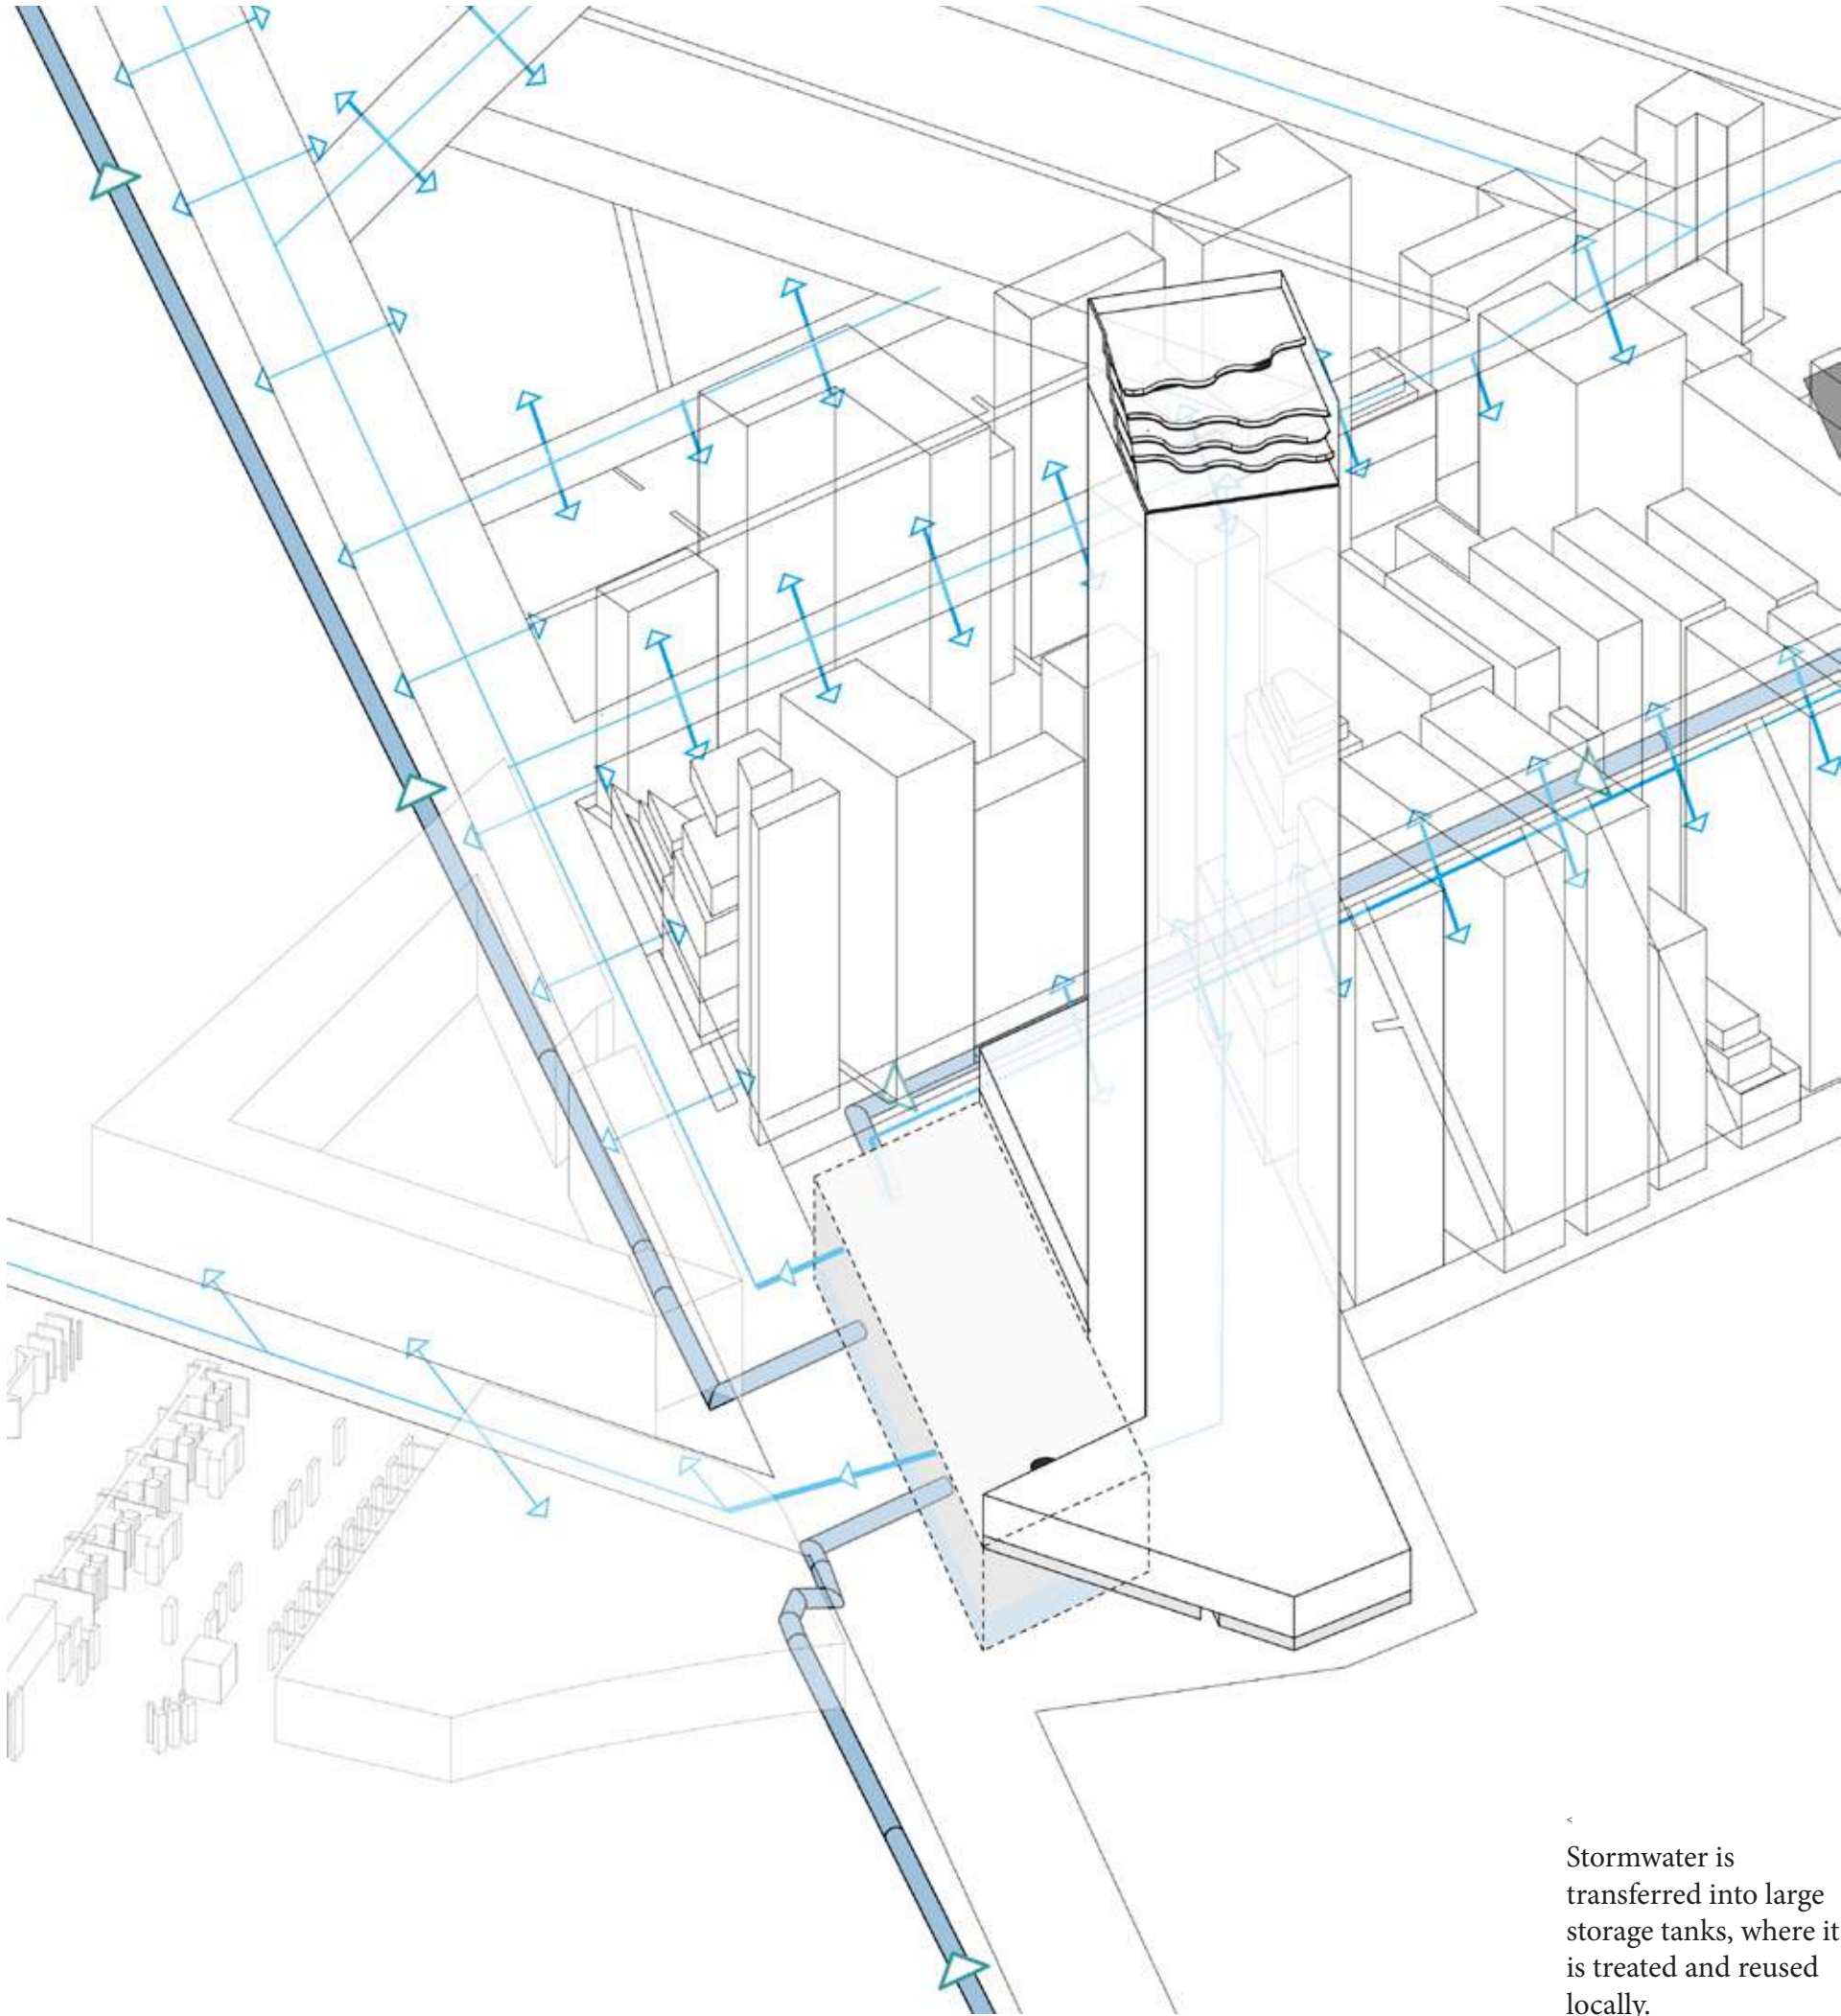 <
Stormwater is
transferred into large
storage tanks, where it
is treated and reused
locally.